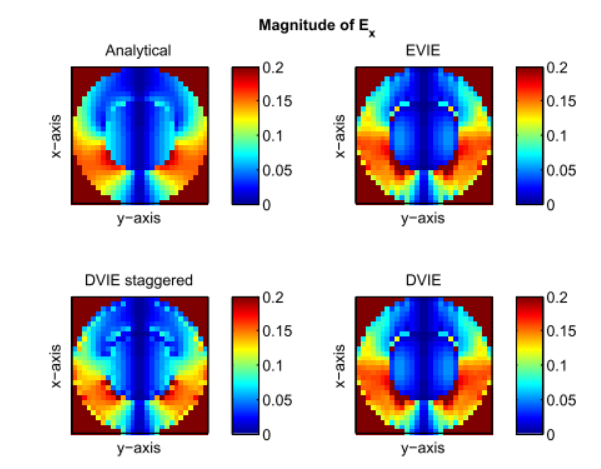 Magnitude of Ex
Analytical
EVIE
x−axis
0.2
0.15
0.1
0.05
0
y−axis
x−axis
0.2
0.15
0.1
0.05
0
y−axis
DVIE staggered
DVIE
x−axis
0.2
0.15
0.1
0.05
0
y−axis
x−axis
0.2
0.15
0.1
0.05
0
y−axis